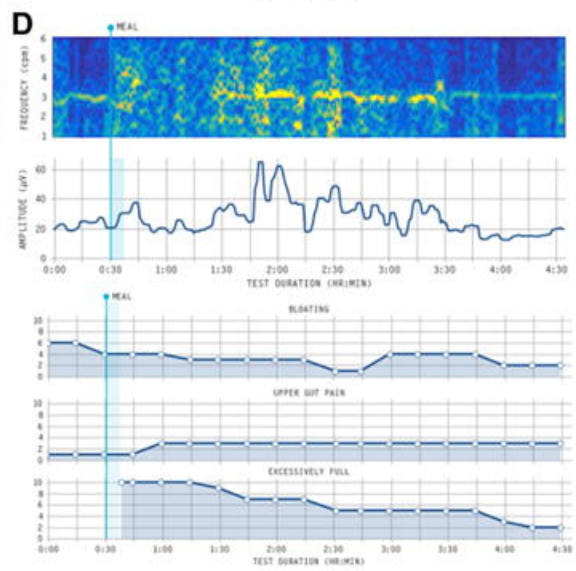 D
MEAL
FREQUENCY (cpm)
6
5
4
3
2
1
AMPLITUDE (μV)
60
40
20
0
0:00 0:30 1:00 1:30 2:00 2:30 3:00 3:30 4:00 4:30
TEST DURATION (HR:MIN)
MEAL
BLOATING
10
8
6
4
2
0
UPPER GUT PAIN
10
8
6
4
2
0
EXCESSIVELY FULL
10
8
6
4
2
0
0:00 0:30 1:00 1:30 2:00 2:30 3:00 3:30 4:00 4:30
TEST DURATION (HR:MIN)